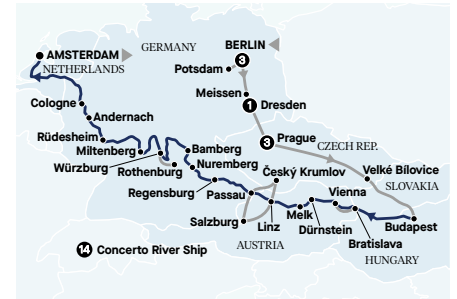 BERLIN
GERMANY
AMSTERDAM
3
NETHERLANDS
Potsdam
Meissen
Cologne
1 Dresden
Andernach
Rüdesheim
3 Prague
Miltenberg
CZECH REP.
Bamberg
Würzburg
Nuremberg
Rothenburg
Český Krumlov
Velké Bílovice
SLOVAKIA
Regensburg
Passau
Vienna
Salzburg
Linz
Melk
Dürnstein
Budapest
AUSTRIA
Bratislava
14 Concerto River Ship
HUNGARY